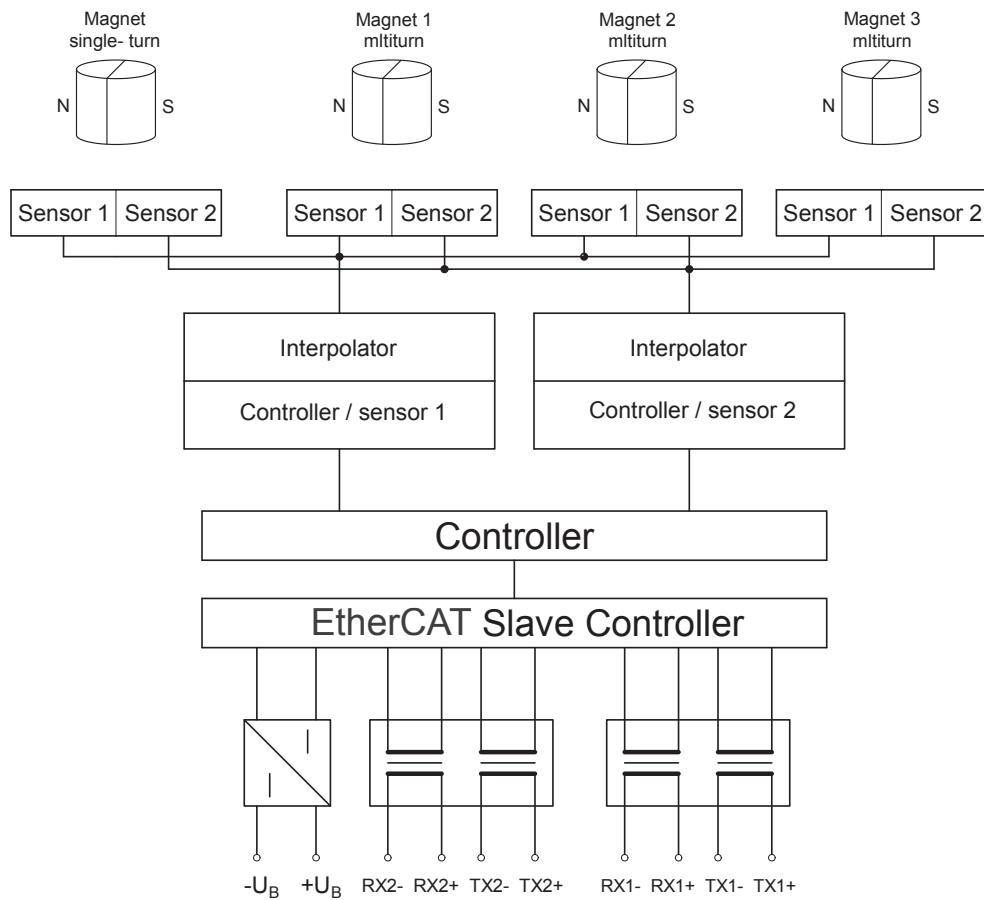 Magnet
single- turn
Magnet 1
mltiturn
Magnet 2
mltiturn
Magnet 3
mltiturn
N
S
N
S
N
S
N
S
Sensor 1
Sensor 2
Sensor 1
Sensor 2
Sensor 1
Sensor 2
Sensor 1
Sensor 2
Interpolator
Controller / sensor 1
Interpolator
Controller / sensor 2
Controller
EtherCAT Slave Controller
-UB
+UB
RX2-
RX2+
TX2-
TX2+
RX1-
RX1+
TX1-
TX1+